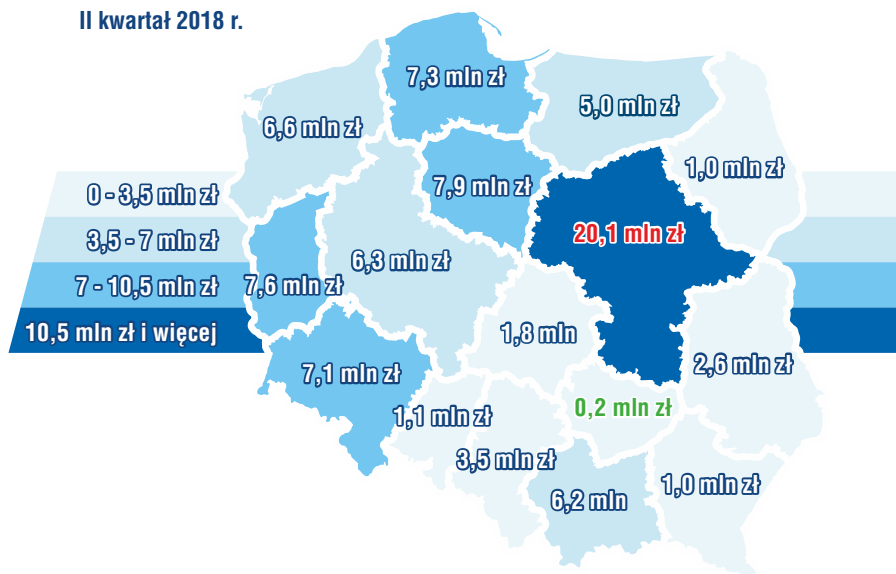 II kwartał 2018 r.
7,3 mln zł
5,0 mln zł
6,6 mln zł
1,0 mln zł
7,9 mln zł
0 - 3,5 mln zł
20,1 mln zł
3,5 - 7 mln zł
6,3 mln zł
7 - 10,5 mln zł
7,6 mln zł
10,5 mln zł i więcej
1,8 mln
2,6 mln zł
7,1 mln zł
0,2 mln zł
1,1 mln zł
3,5 mln zł
1,0 mln zł
6,2 mln